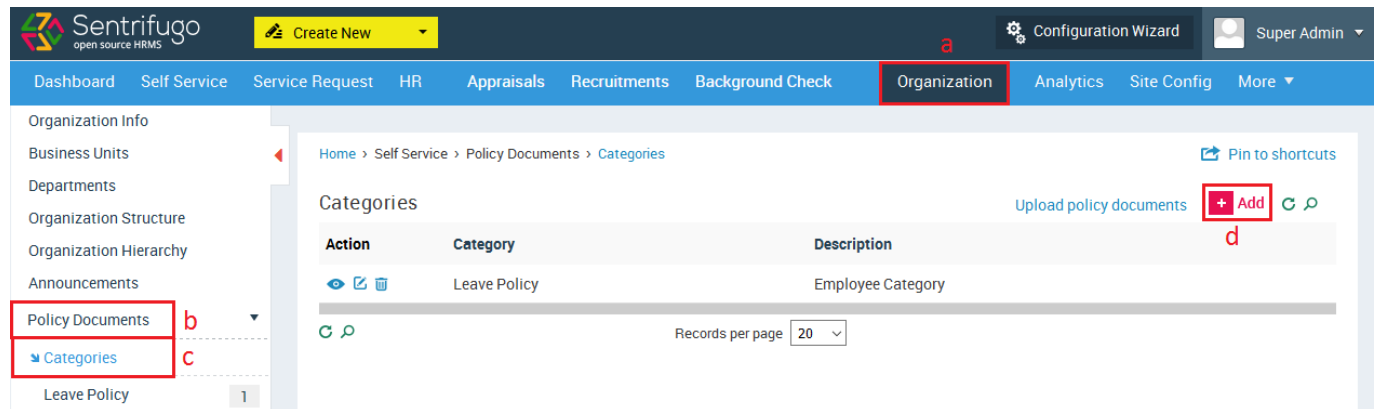 Sentrifugo
open source HRMS
Create New
Configuration Wizard
Super Admin
a
Dashboard Self Service Service Request HR Appraisals Recruitments Background Check Organization Analytics Site Config More
Organization Info
Business Units
Departments
Organization Structure
Organization Hierarchy
Announcements
Policy Documents b
Categories c
Leave Policy 1
Home › Self Service › Policy Documents › Categories
Pin to shortcuts
Categories
Upload policy documents + Add
d
Action Category Description
Leave Policy Employee Category
Records per page 20